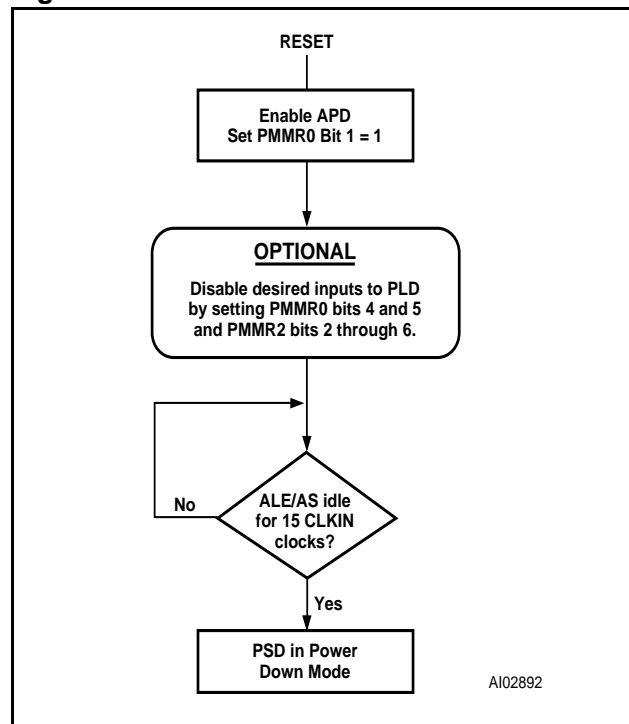 RESET
Enable APD
Set PMMR0 Bit 1 = 1
OPTIONAL
Disable desired inputs to PLD
by setting PMMR0 bits 4 and 5
and PMMR2 bits 2 through 6.
No
ALE/AS idle
for 15 CLKIN
clocks?
Yes
PSD in Power
Down Mode
AI02892